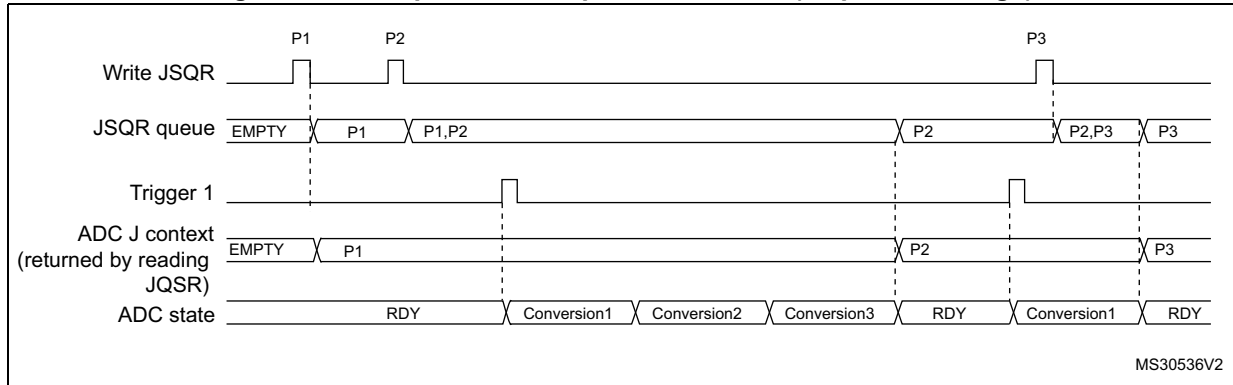 P1 P2 P3
Write JSQR
JSQR queue EMPTY P1 P1,P2 P2 P2,P3 P3
Trigger 1
ADC J context
(returned by reading
JQSR)
EMPTY P1 P2 P3
ADC state RDY Conversion1 Conversion2 Conversion3 RDY Conversion1 RDY
MS30536V2